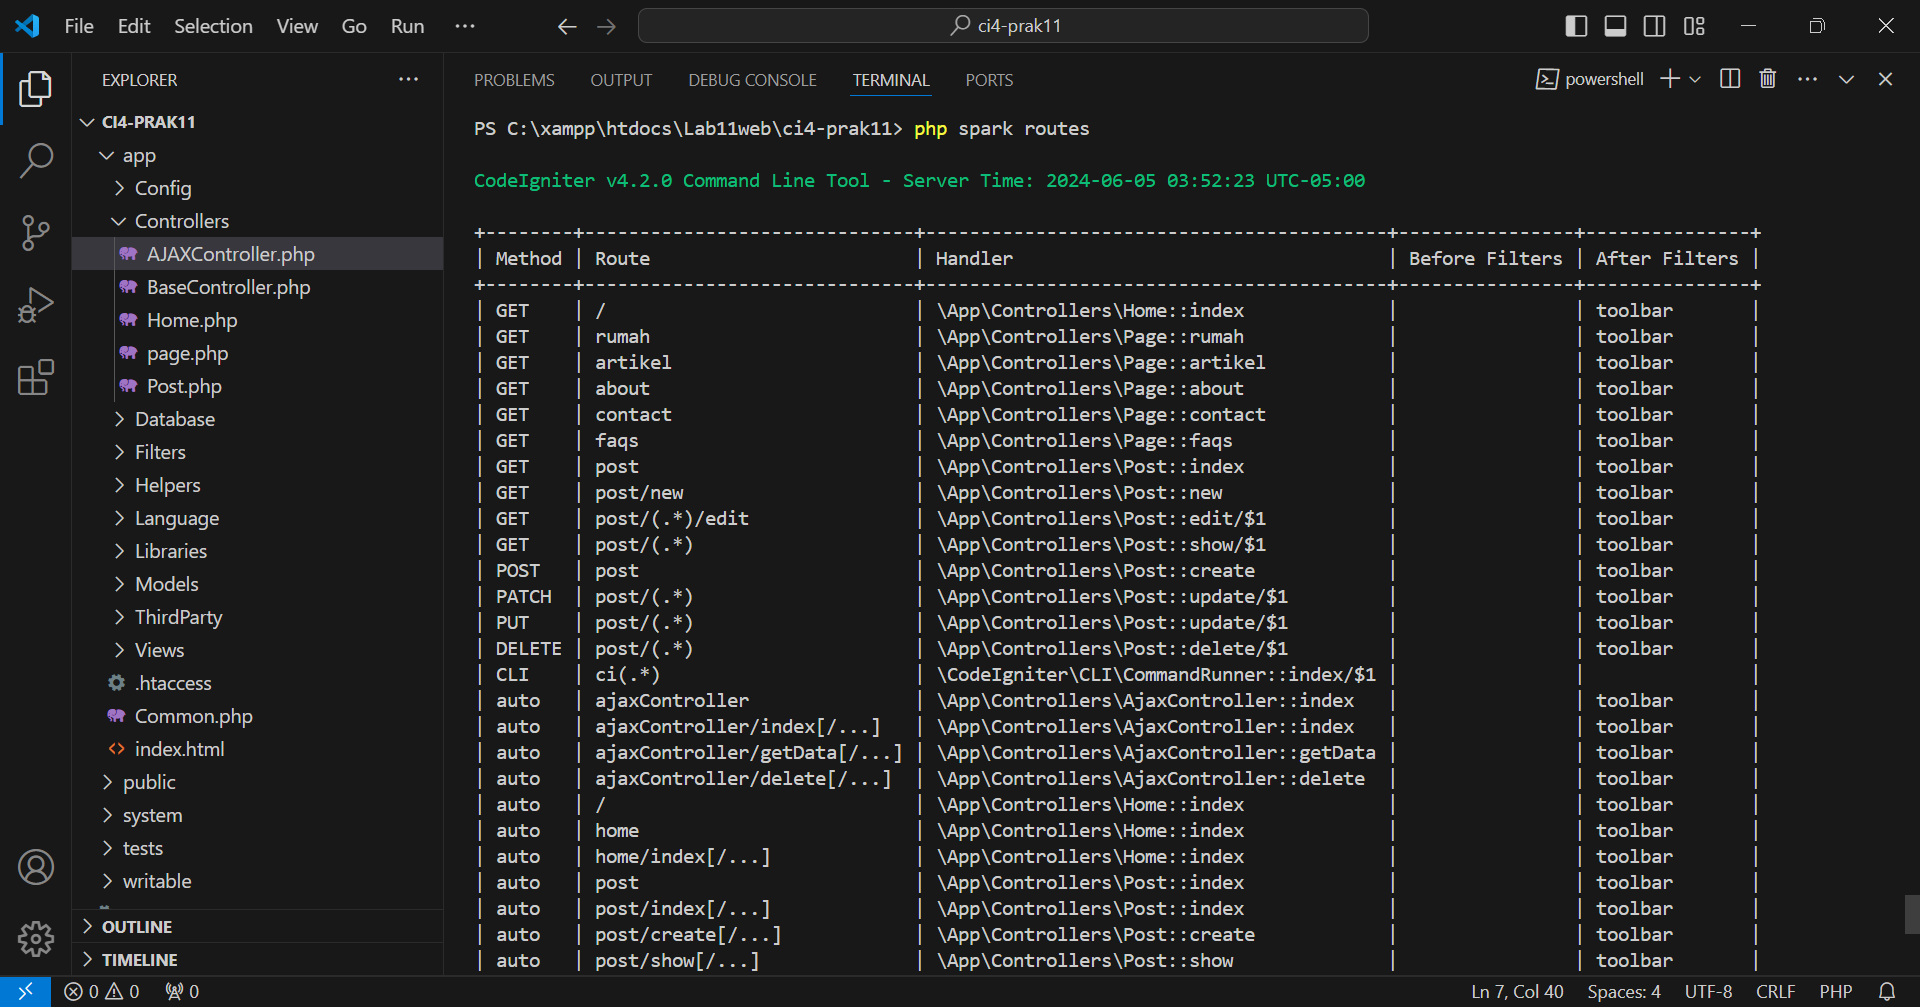 File Edit Selection View Go Run ··· ci4-prak11
EXPLORER ···
CI4-PRAK11
app
Config
Controllers
AJAXController.php
BaseController.php
Home.php
page.php
Post.php
Database
Filters
Helpers
Language
Libraries
Models
ThirdParty
Views
.htaccess
Common.php
index.html
public
system
tests
writable
OUTLINE
TIMELINE
PROBLEMS OUTPUT DEBUG CONSOLE TERMINAL PORTS powershell ···
PS C:\xampp\htdocs\Lab11web\ci4-prak11> php spark routes
CodeIgniter v4.2.0 Command Line Tool - Server Time: 2024-06-05 03:52:23 UTC-05:00
+--------+-------------------------------+------------------------------------------+----------------+---------------+
| Method | Route | Handler | Before Filters | After Filters |
+--------+-------------------------------+------------------------------------------+----------------+---------------+
| GET | / | \App\Controllers\Home::index | | toolbar |
| GET | rumah | \App\Controllers\Page::rumah | | toolbar |
| GET | artikel | \App\Controllers\Page::artikel | | toolbar |
| GET | about | \App\Controllers\Page::about | | toolbar |
| GET | contact | \App\Controllers\Page::contact | | toolbar |
| GET | faqs | \App\Controllers\Page::faqs | | toolbar |
| GET | post | \App\Controllers\Post::index | | toolbar |
| GET | post/new | \App\Controllers\Post::new | | toolbar |
| GET | post/(.*)/edit | \App\Controllers\Post::edit/$1 | | toolbar |
| GET | post/(.*) | \App\Controllers\Post::show/$1 | | toolbar |
| POST | post | \App\Controllers\Post::create | | toolbar |
| PATCH | post/(.*) | \App\Controllers\Post::update/$1 | | toolbar |
| PUT | post/(.*) | \App\Controllers\Post::update/$1 | | toolbar |
| DELETE | post/(.*) | \App\Controllers\Post::delete/$1 | | toolbar |
| CLI | ci(.*) | \CodeIgniter\CLI\CommandRunner::index/$1 | | |
| auto | ajaxController | \App\Controllers\AjaxController::index | | toolbar |
| auto | ajaxController/index[/...] | \App\Controllers\AjaxController::index | | toolbar |
| auto | ajaxController/getData[/...] | \App\Controllers\AjaxController::getData | | toolbar |
| auto | ajaxController/delete[/...] | \App\Controllers\AjaxController::delete | | toolbar |
| auto | / | \App\Controllers\Home::index | | toolbar |
| auto | home | \App\Controllers\Home::index | | toolbar |
| auto | home/index[/...] | \App\Controllers\Home::index | | toolbar |
| auto | post | \App\Controllers\Post::index | | toolbar |
| auto | post/index[/...] | \App\Controllers\Post::index | | toolbar |
| auto | post/create[/...] | \App\Controllers\Post::create | | toolbar |
| auto | post/show[/...] | \App\Controllers\Post::show | | toolbar |
0 0 0 Ln 7, Col 40 Spaces: 4 UTF-8 CRLF PHP